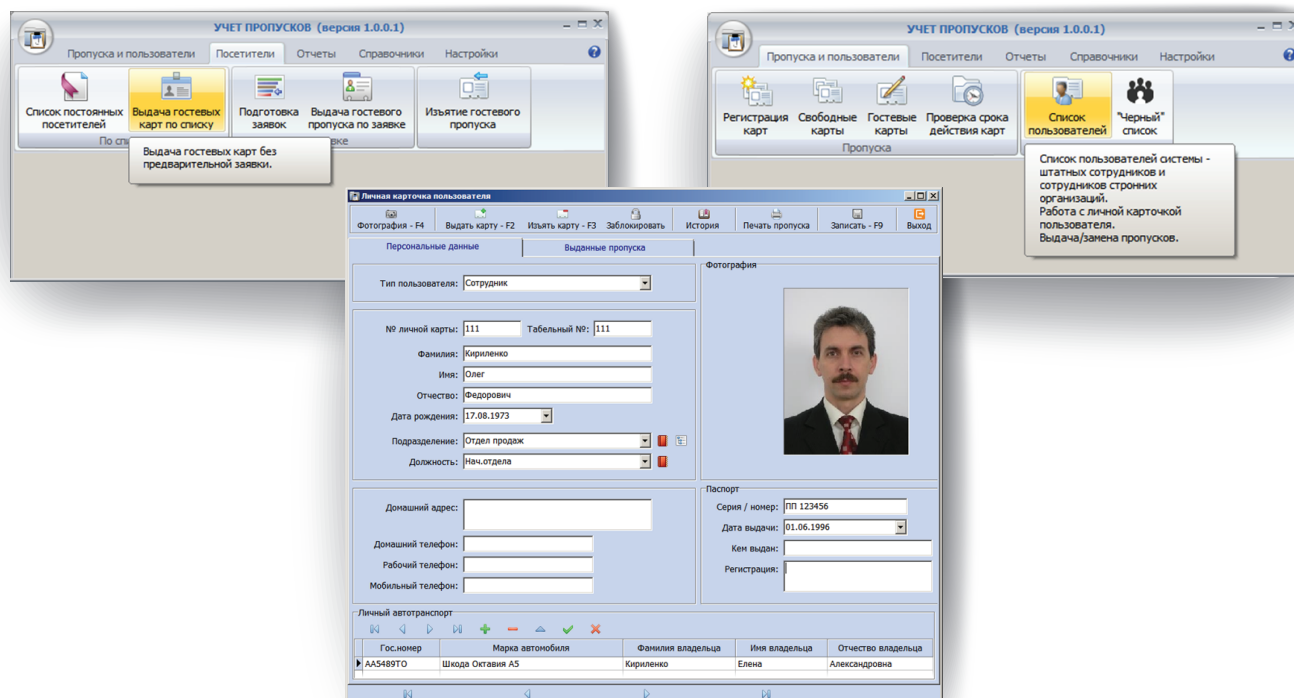 УЧЕТ ПРОПУСКОВ (версия 1.0.0.1)
Пропуска и пользователи Посетители Отчеты Справочники Настройки
Список постоянных посетителей
Выдача гостевых карт по списку
Подготовка заявок
Выдача гостевого пропуска по заявке
Изъятие гостевого пропуска
По
Выдача гостевых карт без
предварительной заявки.
УЧЕТ ПРОПУСКОВ (версия 1.0.0.1)
Пропуска и пользователи Посетители Отчеты Справочники Настройки
Регистрация карт
Свободные карты
Гостевые карты
Проверка срока действия карт
Список пользователей
"Черный" список
Пропуска
Список пользователей системы -
штатных сотрудников и
сотрудников стронних
организаций.
Работа с личной карточкой
пользователя.
Выдача/замена пропусков.
Личная карточка пользователя
Фотография - F4 Выдать карту - F2 Изъять карту - F3 Заблокировать История Печать пропуска Записать - F9 Выход
Персональные данные Выданные пропуска
Тип пользователя: Сотрудник
№ личной карты: 111 Табельный №: 111
Фамилия: Кириленко
Имя: Олег
Отчество: Федорович
Дата рождения: 17.08.1973
Подразделение: Отдел продаж
Должность: Нач.отдела
Фотография
Домашний адрес:
Домашний телефон:
Рабочий телефон:
Мобильный телефон:
Паспорт
Серия / номер: ПП 123456
Дата выдачи: 01.06.1996
Кем выдан:
Регистрация:
Личный автотранспорт
Гос.номер Марка автомобиля Фамилия владельца Имя владельца Отчество владельца
АА5489ТО Шкода Октавия А5 Кириленко Елена Александровна